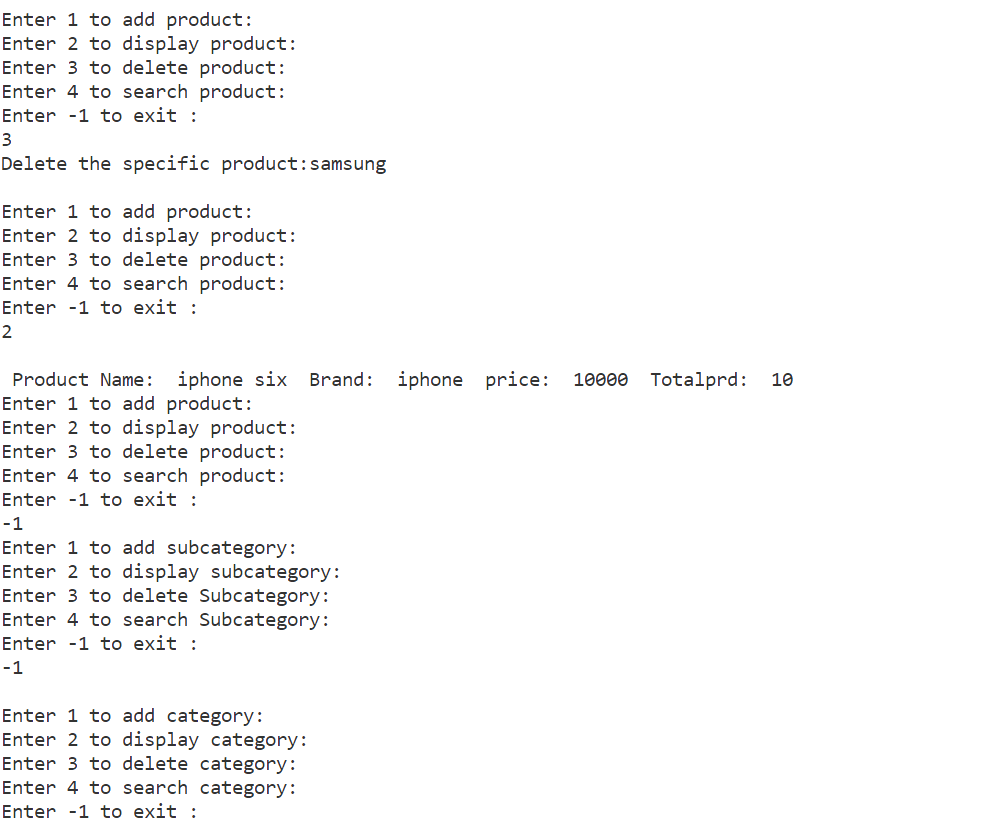 Enter 1 to add product:
Enter 2 to display product:
Enter 3 to delete product:
Enter 4 to search product:
Enter -1 to exit :
3
Delete the specific product:samsung
Enter 1 to add product:
Enter 2 to display product:
Enter 3 to delete product:
Enter 4 to search product:
Enter -1 to exit :
2
Product Name:  iphone six  Brand:  iphone  price:  10000  Totalprd:  10
Enter 1 to add product:
Enter 2 to display product:
Enter 3 to delete product:
Enter 4 to search product:
Enter -1 to exit :
-1
Enter 1 to add subcategory:
Enter 2 to display subcategory:
Enter 3 to delete Subcategory:
Enter 4 to search Subcategory:
Enter -1 to exit :
-1
Enter 1 to add category:
Enter 2 to display category:
Enter 3 to delete category:
Enter 4 to search category:
Enter -1 to exit :